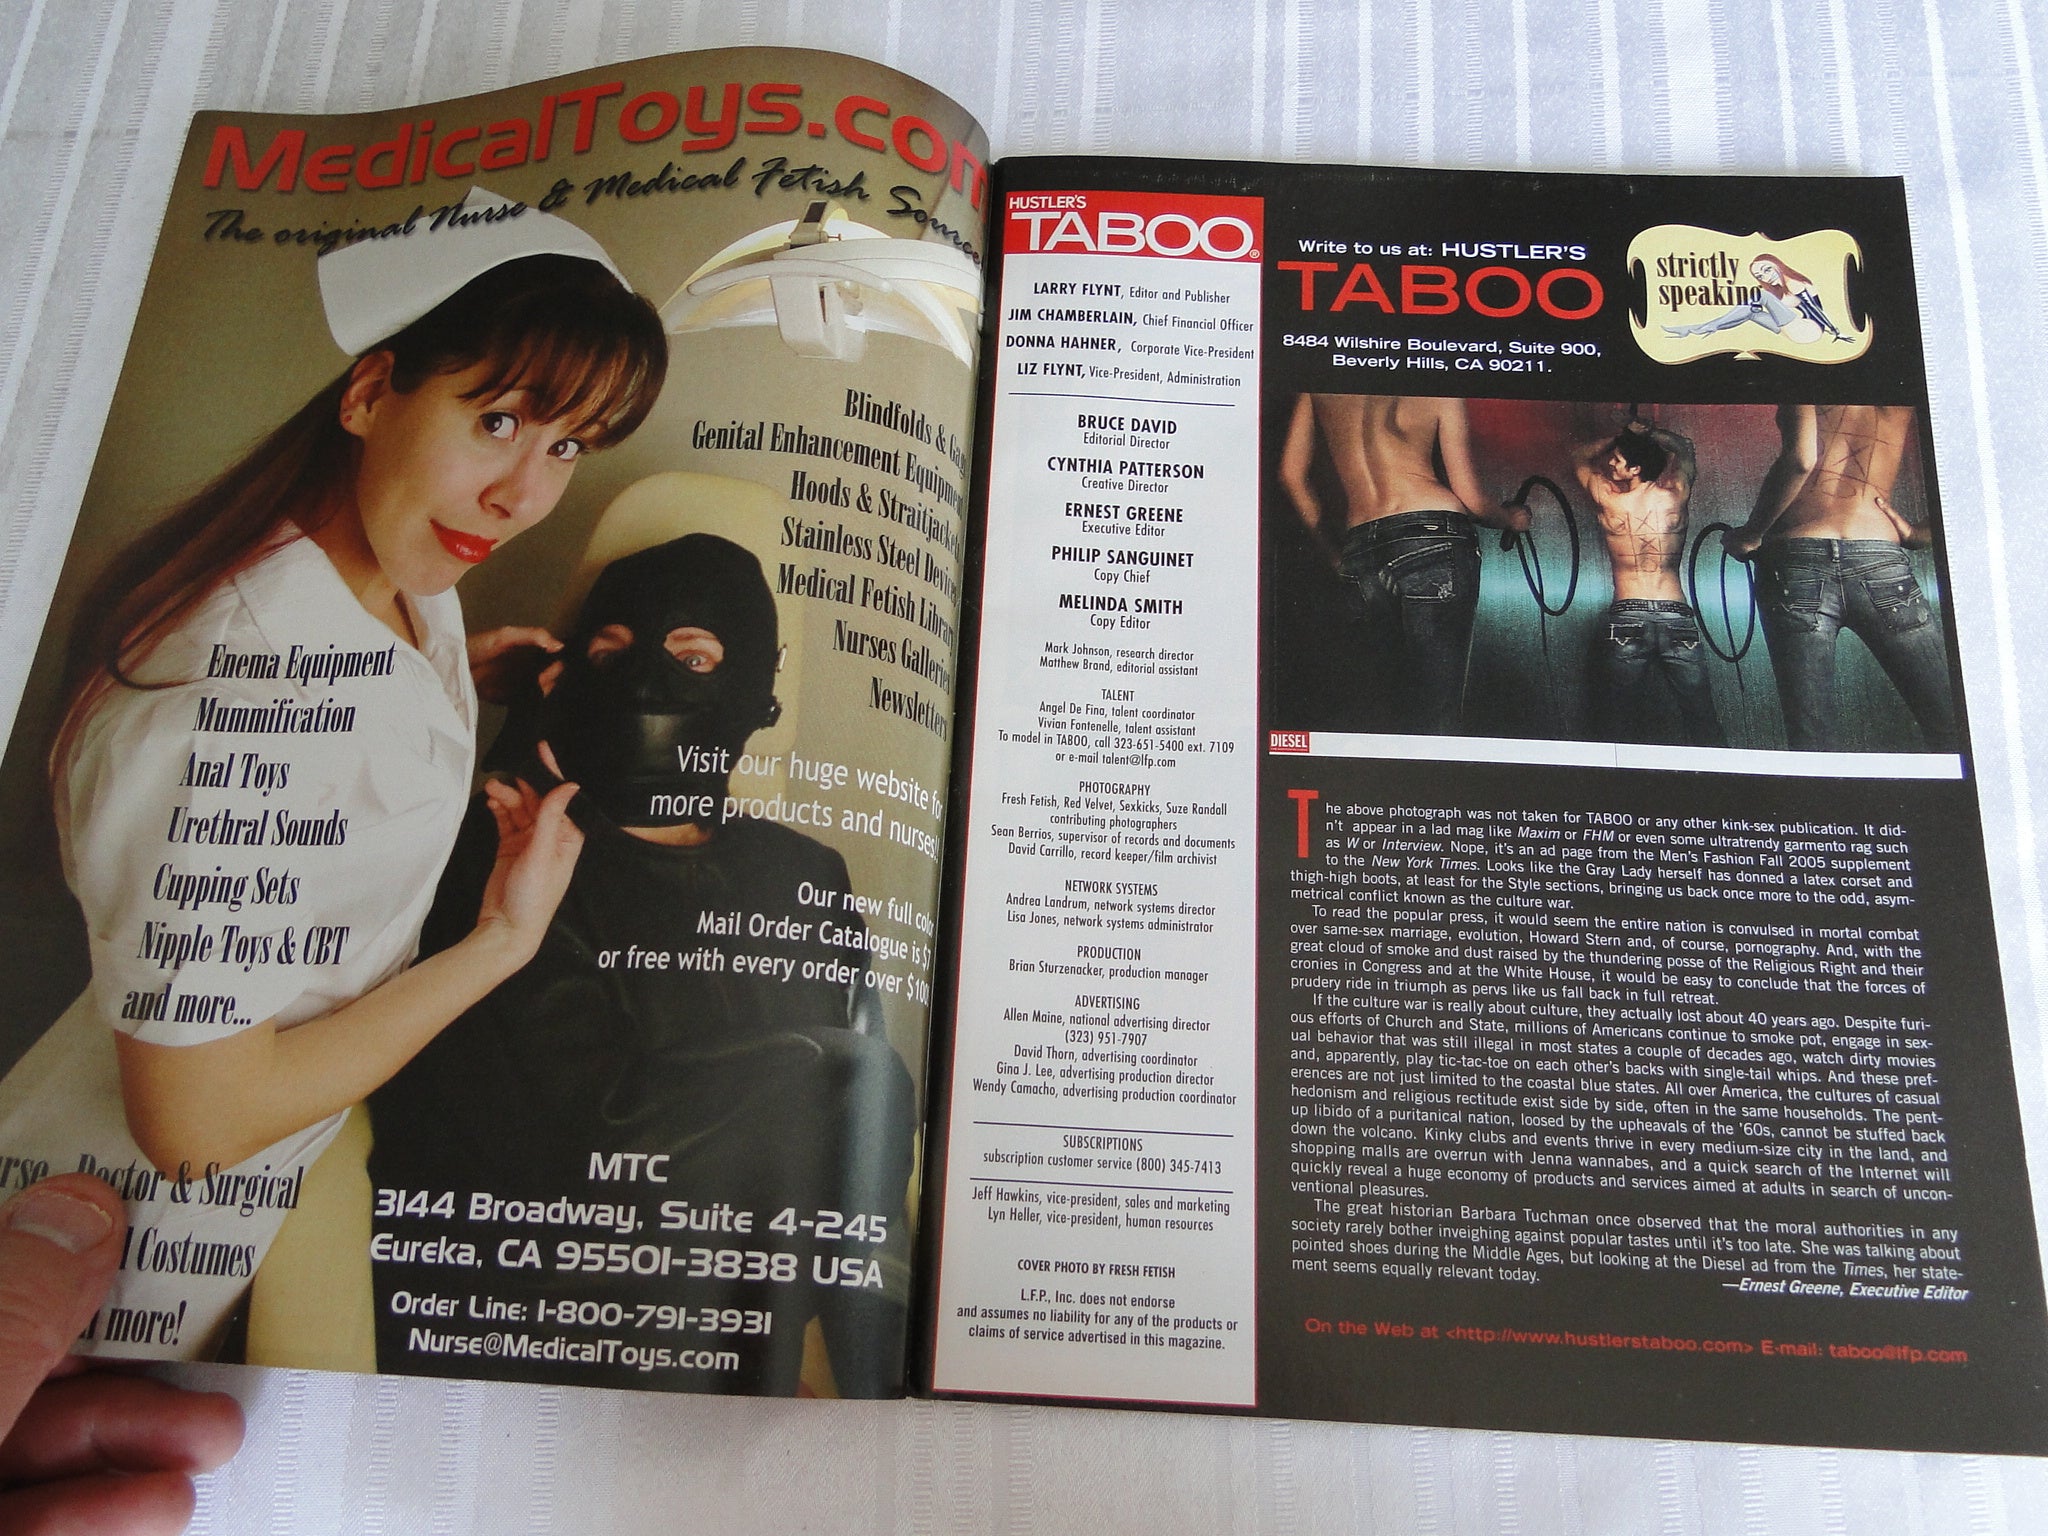 MedicalToys.com
The original Nurse & Medical Fetish Source
Blindfolds &
Genital Enhancement Equipment
Hoods & Straitjackets
Stainless Steel Devices
Medical Fetish Library
Nurses Galleries
Newsletters
Enema Equipment
Mummification
Anal Toys
Urethral Sounds
Cupping Sets
Nipple Toys & CBT
and more...
Visit our huge website for
more products and nurses!!
Our new full color
Mail Order Catalogue is $7
or free with every order over $100
Doctor & Surgical
Costumes
more!
MTC
3144 Broadway, Suite 4-245
Eureka, CA 95501-3838 USA
Order Line: 1-800-791-3931
Nurse@MedicalToys.com
HUSTLER'S
TABOO®
LARRY FLYNT, Editor and Publisher
JIM CHAMBERLAIN, Chief Financial Officer
DONNA HAHNER, Corporate Vice-President
LIZ FLYNT, Vice-President, Administration
BRUCE DAVID
Editorial Director
CYNTHIA PATTERSON
Creative Director
ERNEST GREENE
Executive Editor
PHILIP SANGUINET
Copy Chief
MELINDA SMITH
Copy Editor
Mark Johnson, research director
Matthew Brand, editorial assistant
TALENT
Angel De Fina, talent coordinator
Vivian Fontenelle, talent assistant
To model in TABOO, call 323-651-5400 ext. 7109
or e-mail talent@lfp.com
PHOTOGRAPHY
Fresh Fetish, Red Velvet, Sexkicks, Suze Randall
contributing photographers
Sean Berrios, supervisor of records and documents
David Carrillo, record keeper/film archivist
NETWORK SYSTEMS
Andrea Landrum, network systems director
Lisa Jones, network systems administrator
PRODUCTION
Brian Sturzenacker, production manager
ADVERTISING
Allen Maine, national advertising director
(323) 951-7907
David Thorn, advertising coordinator
Gina J. Lee, advertising production director
Wendy Camacho, advertising production coordinator
SUBSCRIPTIONS
subscription customer service (800) 345-7413
Jeff Hawkins, vice-president, sales and marketing
Lyn Heller, vice-president, human resources
COVER PHOTO BY FRESH FETISH
L.F.P., Inc. does not endorse
and assumes no liability for any of the products or
claims of service advertised in this magazine.
Write to us at: HUSTLER'S
TABOO
8484 Wilshire Boulevard, Suite 900,
Beverly Hills, CA 90211.
strictly
speaking
DIESEL
The above photograph was not taken for TABOO or any other kink-sex publication. It did-
n't appear in a lad mag like Maxim or FHM or even some ultratrendy garmento rag such
as W or Interview. Nope, it's an ad page from the Men's Fashion Fall 2005 supplement
to the New York Times. Looks like the Gray Lady herself has donned a latex corset and
thigh-high boots, at least for the Style sections, bringing us back once more to the odd, asym-
metrical conflict known as the culture war.
To read the popular press, it would seem the entire nation is convulsed in mortal combat
over same-sex marriage, evolution, Howard Stern and, of course, pornography. And, with the
great cloud of smoke and dust raised by the thundering posse of the Religious Right and their
cronies in Congress and at the White House, it would be easy to conclude that the forces of
prudery ride in triumph as pervs like us fall back in full retreat.
If the culture war is really about culture, they actually lost about 40 years ago. Despite furi-
ous efforts of Church and State, millions of Americans continue to smoke pot, engage in sex-
ual behavior that was still illegal in most states a couple of decades ago, watch dirty movies
and, apparently, play tic-tac-toe on each other's backs with single-tail whips. And these pref-
erences are not just limited to the coastal blue states. All over America, the cultures of casual
hedonism and religious rectitude exist side by side, often in the same households. The pent-
up libido of a puritanical nation, loosed by the upheavals of the '60s, cannot be stuffed back
down the volcano. Kinky clubs and events thrive in every medium-size city in the land, and
shopping malls are overrun with Jenna wannabes, and a quick search of the Internet will
quickly reveal a huge economy of products and services aimed at adults in search of uncon-
ventional pleasures.
The great historian Barbara Tuchman once observed that the moral authorities in any
society rarely bother inveighing against popular tastes until it's too late. She was talking about
pointed shoes during the Middle Ages, but looking at the Diesel ad from the Times, her state-
ment seems equally relevant today.
—Ernest Greene, Executive Editor
On the Web at <http://www.hustlerstaboo.com> E-mail: taboo@lfp.com